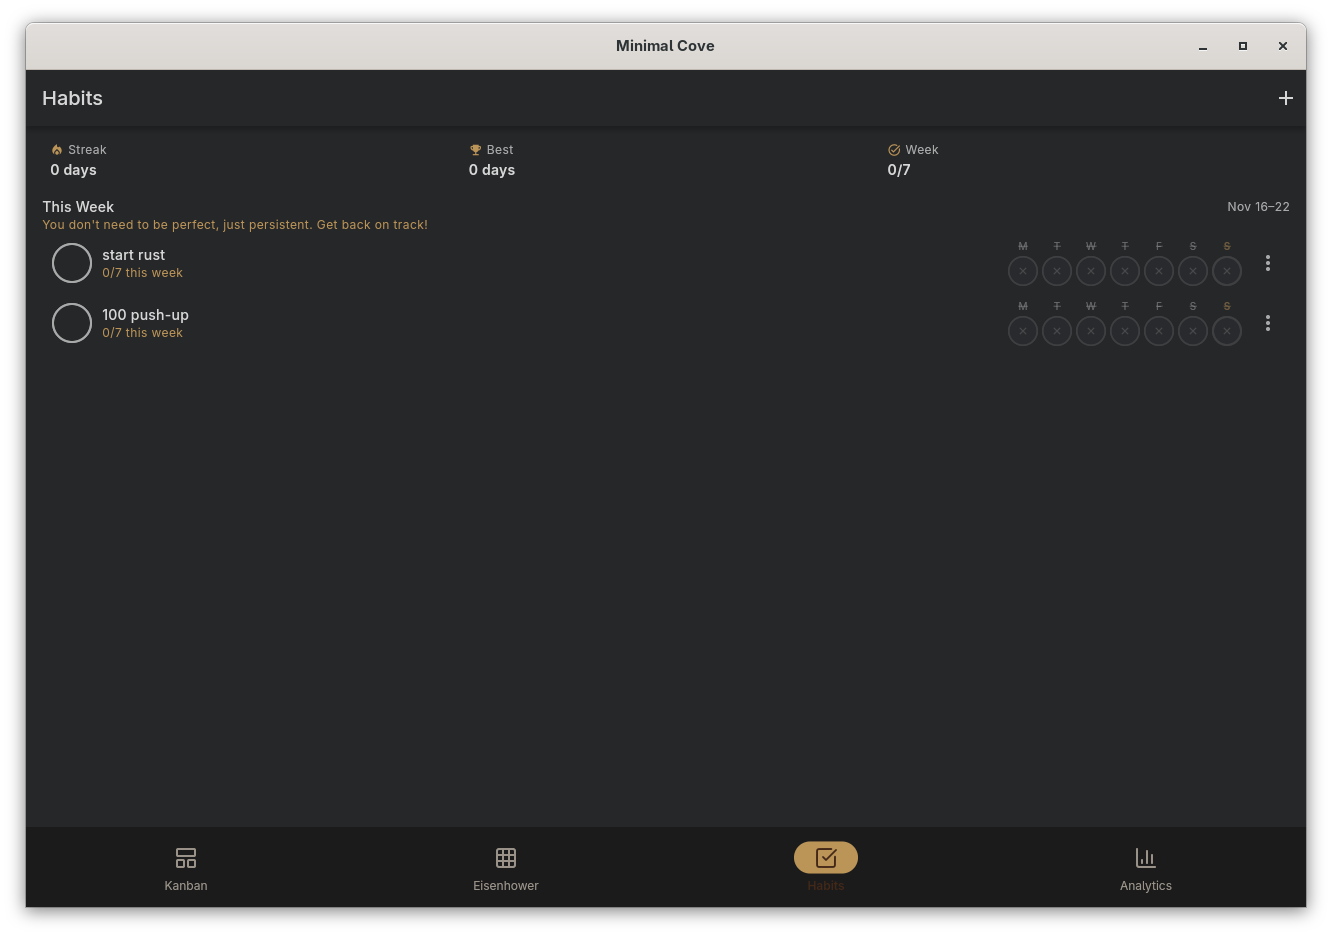 Minimal Cove
Habits
Streak
0 days
Best
0 days
Week
0/7
This Week
Nov 16–22
You don't need to be perfect, just persistent. Get back on track!
start rust
0/7 this week
M T W T F S S
100 push-up
0/7 this week
M T W T F S S
Kanban
Eisenhower
Habits
Analytics